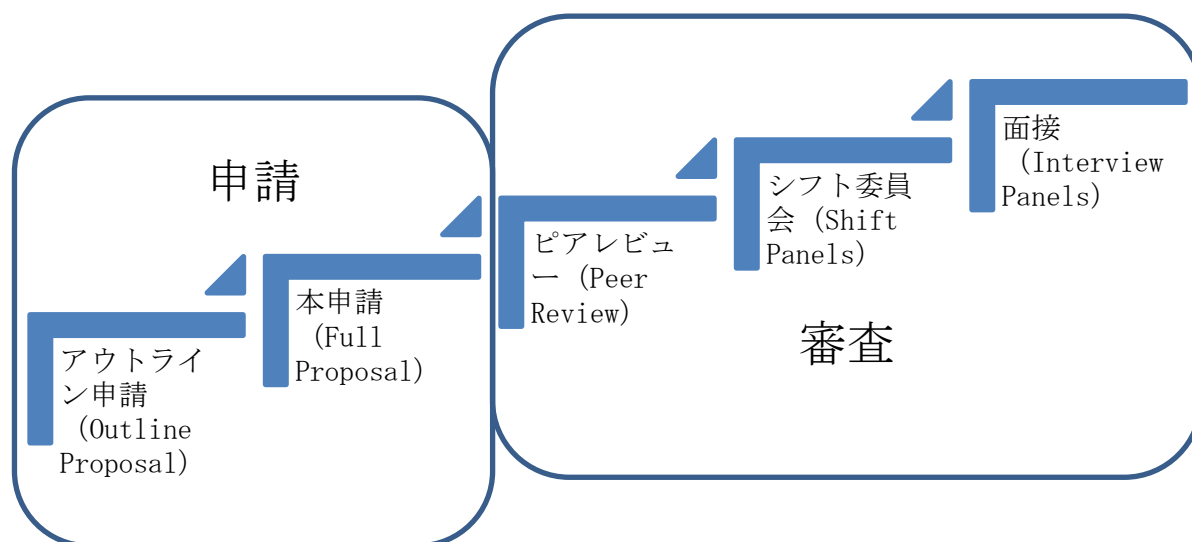 申請
アウトライ
ン申請
（Outline
Proposal）
本申請
（Full
Proposal）
審査
ピアレビュ
ー（Peer
Review）
シフト委員
会（Shift
Panels）
面接
（Interview
Panels）